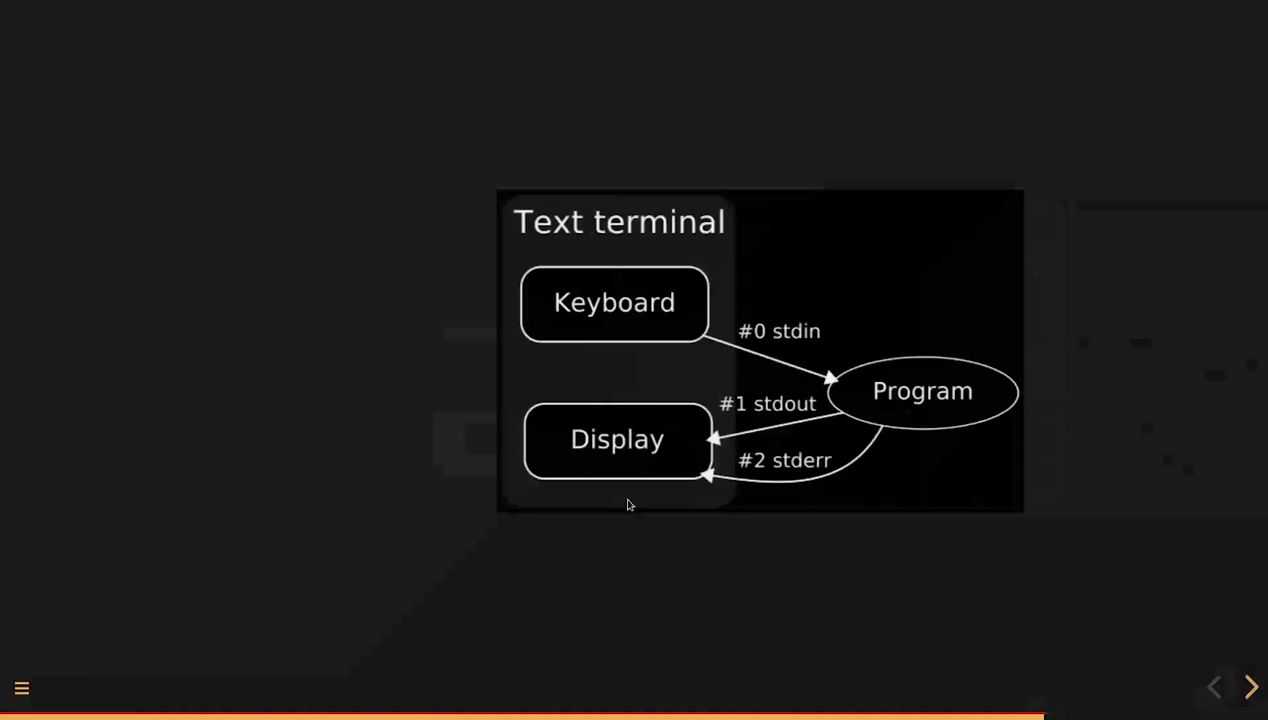 Text terminal
Keyboard
#0 stdin
Program
#1 stdout
Display
#2 stderr